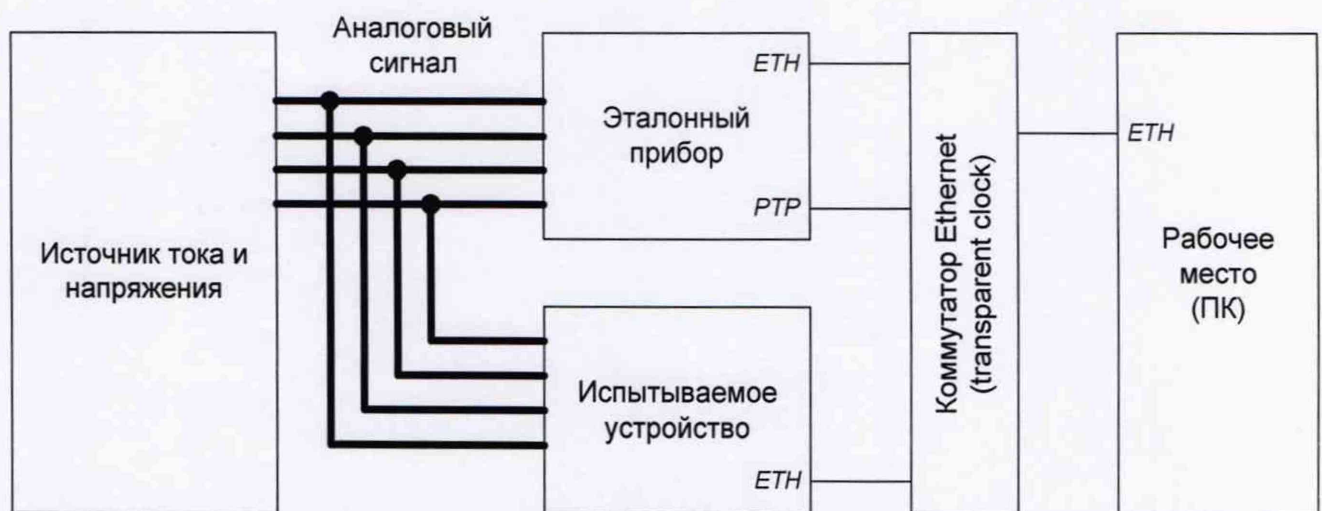 Аналоговый
сигнал
ETH
Эталонный
прибор
PTP
Источник тока и
напряжения
Испытываемое
устройство
ETH
Коммутатор Ethernet
(transparent clock)
ETH
Рабочее
место
(ПК)